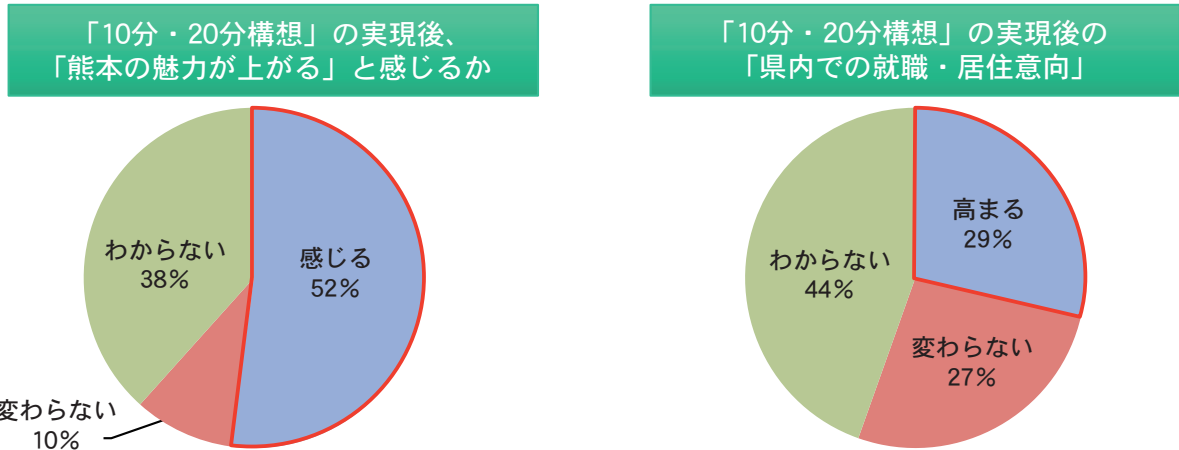 「10分・20分構想」の実現後、
「熊本の魅力が上がる」と感じるか
わからない
38%
感じる
52%
変わらない
10%
「10分・20分構想」の実現後の
「県内での就職・居住意向」
高まる
29%
わからない
44%
変わらない
27%